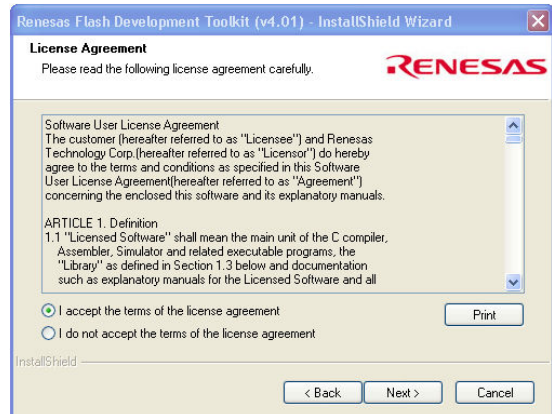 Renesas Flash Development Toolkit (v4.01) - InstallShield Wizard
License Agreement
Please read the following license agreement carefully.
RENESAS
Software User License Agreement
The customer (hereafter referred to as "Licensee") and Renesas
Technology Corp.(hereafter referred to as "Licensor") do hereby
agree to the terms and conditions as specified in this Software
User License Agreement(hereafter referred to as "Agreement")
concerning the enclosed this software and its explanatory manuals.
ARTICLE 1. Definition
1.1 "Licensed Software" shall mean the main unit of the C compiler,
Assembler, Simulator and related executable programs, the
"Library" as defined in Section 1.3 below and documentation
such as explanatory manuals for the Licensed Software and all
I accept the terms of the license agreement
Print
I do not accept the terms of the license agreement
InstallShield
< Back
Next >
Cancel